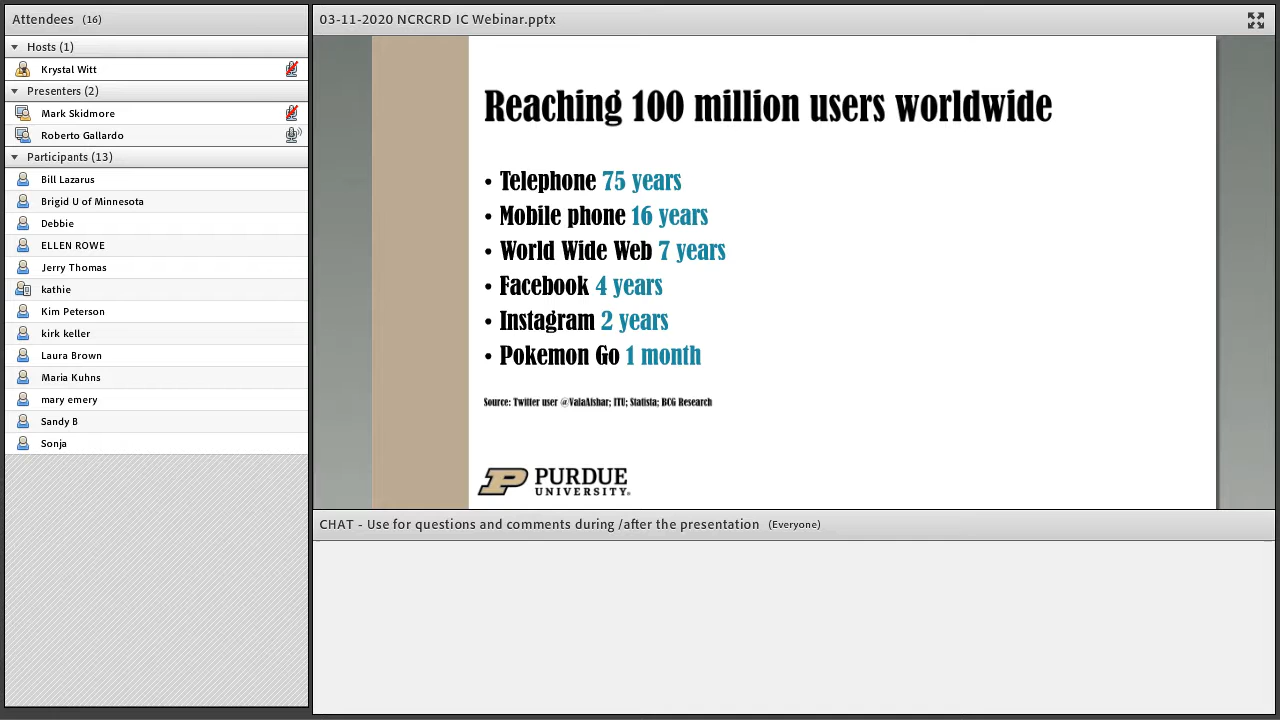 Attendees (16)
Hosts (1)
Krystal Witt
Presenters (2)
Mark Skidmore
Roberto Gallardo
Participants (13)
Bill Lazarus
Brigid U of Minnesota
Debbie
ELLEN ROWE
Jerry Thomas
kathie
Kim Peterson
kirk keller
Laura Brown
Maria Kuhns
mary emery
Sandy B
Sonja
03-11-2020 NCRCRD IC Webinar.pptx
Reaching 100 million users worldwide
• Telephone 75 years
• Mobile phone 16 years
• World Wide Web 7 years
• Facebook 4 years
• Instagram 2 years
• Pokemon Go 1 month
Source: Twitter user @ValaAfshar; ITU; Statista; BCG Research
P PURDUE
UNIVERSITY®
CHAT - Use for questions and comments during /after the presentation (Everyone)